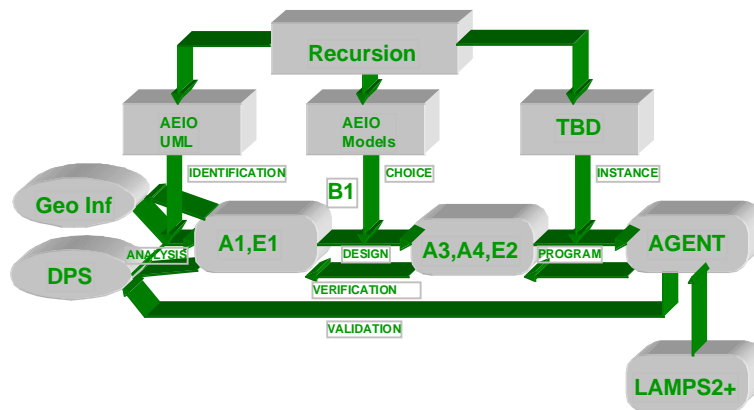 Recursion
AEIO
UML
AEIO
Models
TBD
IDENTIFICATION
CHOICE
INSTANCE
B1
Geo Inf
A1,E1
A3,A4,E2
AGENT
ANALYSIS
DESIGN
PROGRAM
DPS
VERIFICATION
VALIDATION
LAMPS2+